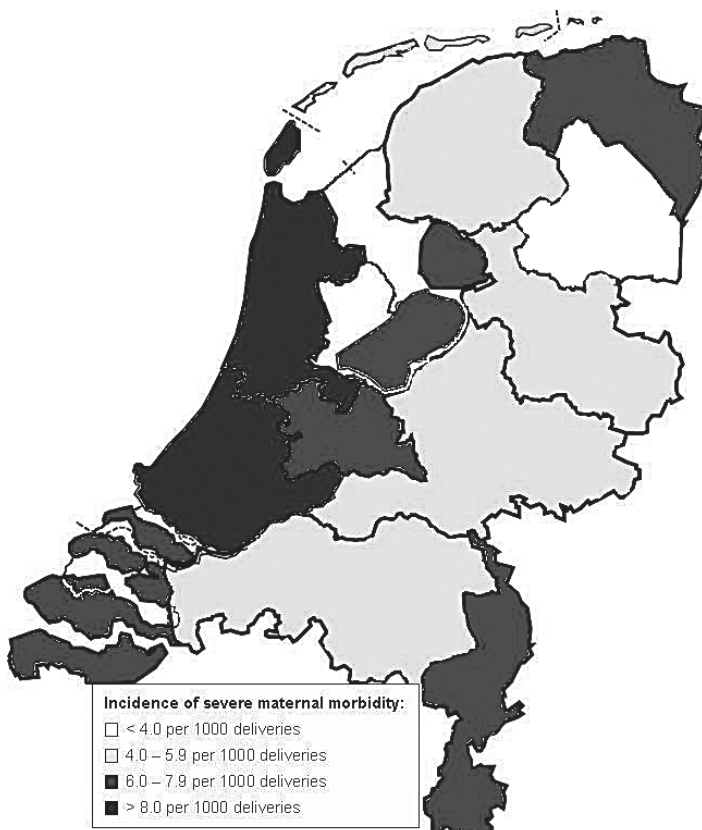 Incidence of severe maternal morbidity:
< 4.0 per 1000 deliveries
4.0 – 5.9 per 1000 deliveries
6.0 – 7.9 per 1000 deliveries
> 8.0 per 1000 deliveries